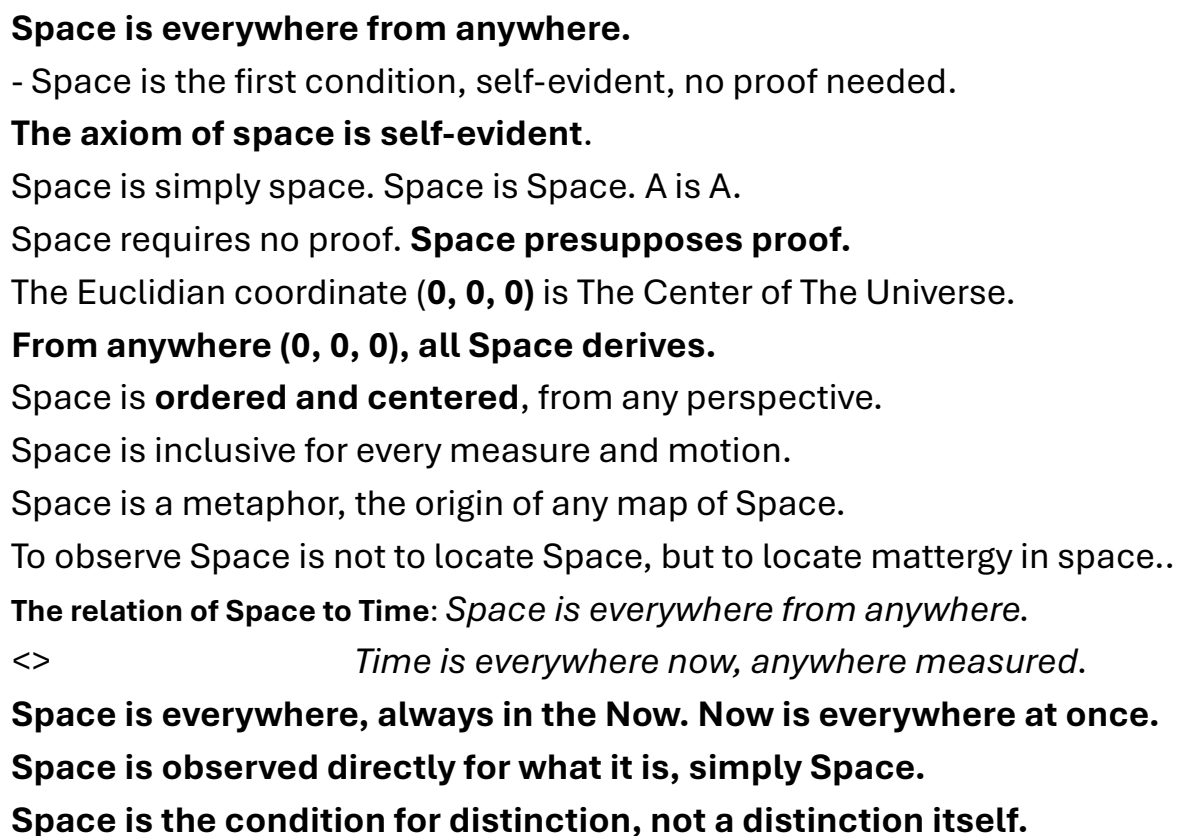 Space is everywhere from anywhere.
- Space is the first condition, self-evident, no proof needed.
The axiom of space is self-evident.
Space is simply space. Space is Space. A is A.
Space requires no proof. Space presupposes proof.
The Euclidian coordinate (0, 0, 0) is The Center of The Universe.
From anywhere (0, 0, 0), all Space derives.
Space is ordered and centered, from any perspective.
Space is inclusive for every measure and motion.
Space is a metaphor, the origin of any map of Space.
To observe Space is not to locate Space, but to locate mattergy in space..
The relation of Space to Time: Space is everywhere from anywhere.
<> Time is everywhere now, anywhere measured.
Space is everywhere, always in the Now. Now is everywhere at once.
Space is observed directly for what it is, simply Space.
Space is the condition for distinction, not a distinction itself.